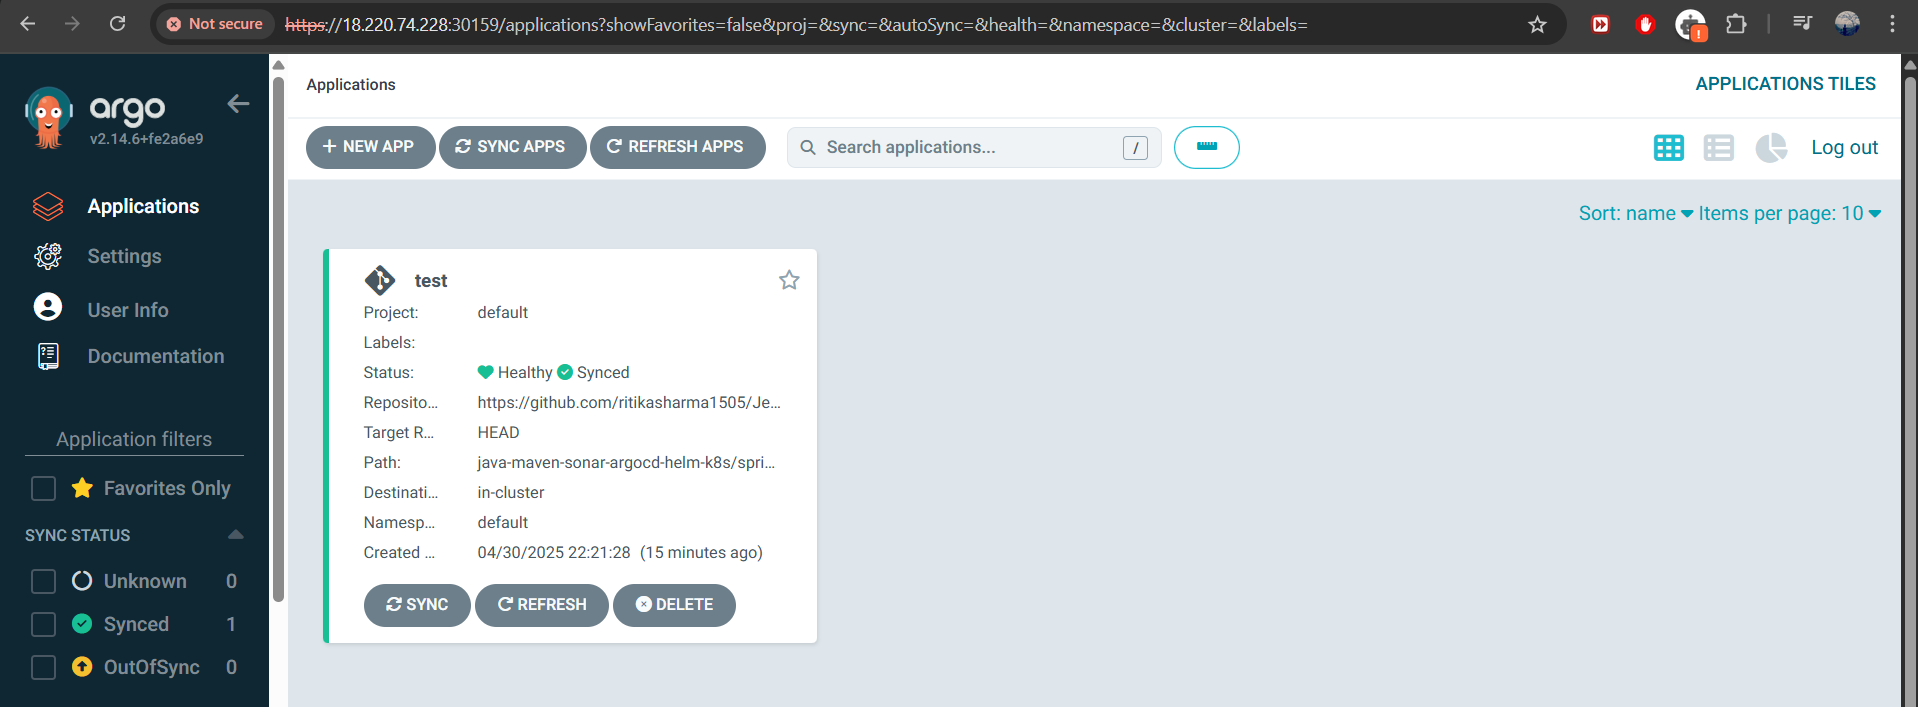 Not secure
https://18.220.74.228:30159/applications?showFavorites=false&proj=&sync=&autoSync=&health=&namespace=&cluster=&labels=
argo
v2.14.6+fe2a6e9
Applications
Settings
User Info
Documentation
Application filters
Favorites Only
SYNC STATUS
Unknown 0
Synced 1
OutOfSync 0
Applications
APPLICATIONS TILES
+ NEW APP
SYNC APPS
REFRESH APPS
Search applications...
/
Log out
Sort: name
Items per page: 10
test
Project: default
Labels:
Status: Healthy Synced
Reposito... https://github.com/ritikasharma1505/Je...
Target R... HEAD
Path: java-maven-sonar-argocd-helm-k8s/spri...
Destinati... in-cluster
Namesp... default
Created ... 04/30/2025 22:21:28 (15 minutes ago)
SYNC
REFRESH
DELETE